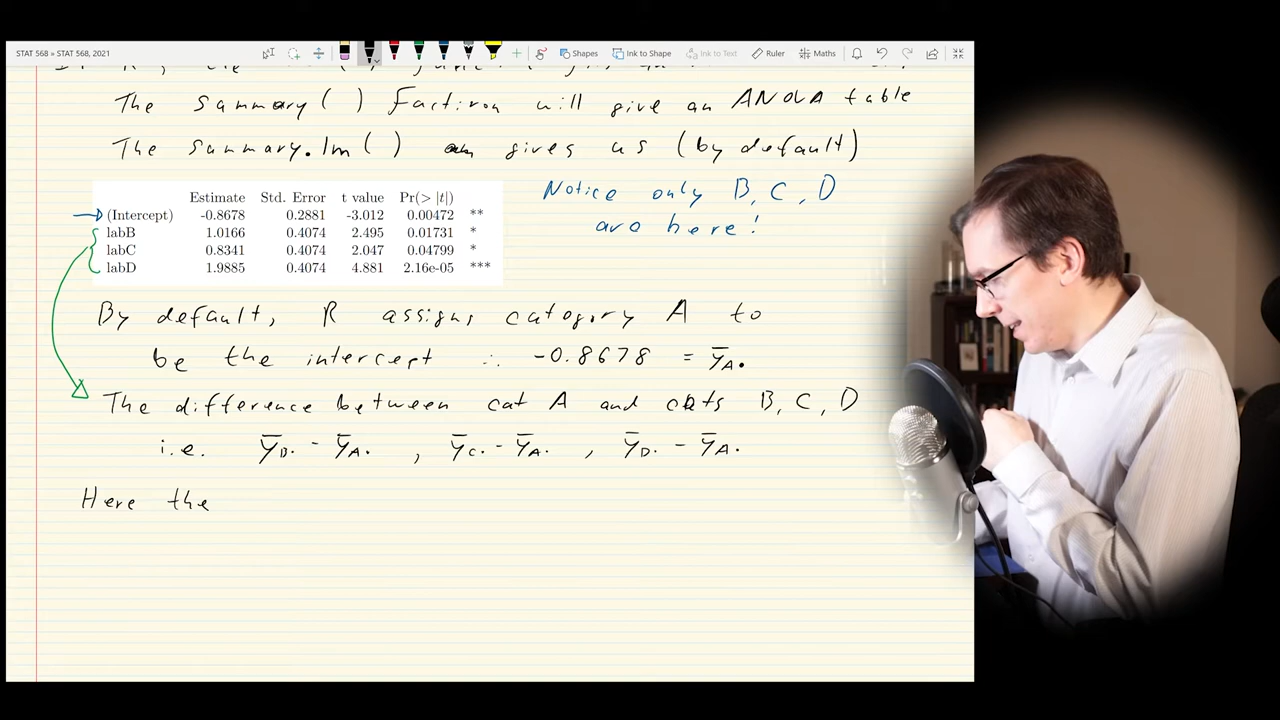 STAT 568 » STAT 568, 2021
Shapes
Ink to Shape
Ink to Text
Ruler
Maths
The summary ( ) Factiron will give an ANOVA table
The summary.lm ( ) gives us (by default)
Estimate Std. Error t value Pr(> |t|)
(Intercept) -0.8678 0.2881 -3.012 0.00472 **
labB 1.0166 0.4074 2.495 0.01731 *
labC 0.8341 0.4074 2.047 0.04799 *
labD 1.9885 0.4074 4.881 2.16e-05 ***
Notice only B, C, D
are here!
By default, R assigns category A to
be the intercept ∴ -0.8678 = ȳA.
The difference between cat A and cats B, C, D
i.e. ȳD. - ȳA. , ȳC. - ȳA. , ȳD. - ȳA.
Here the